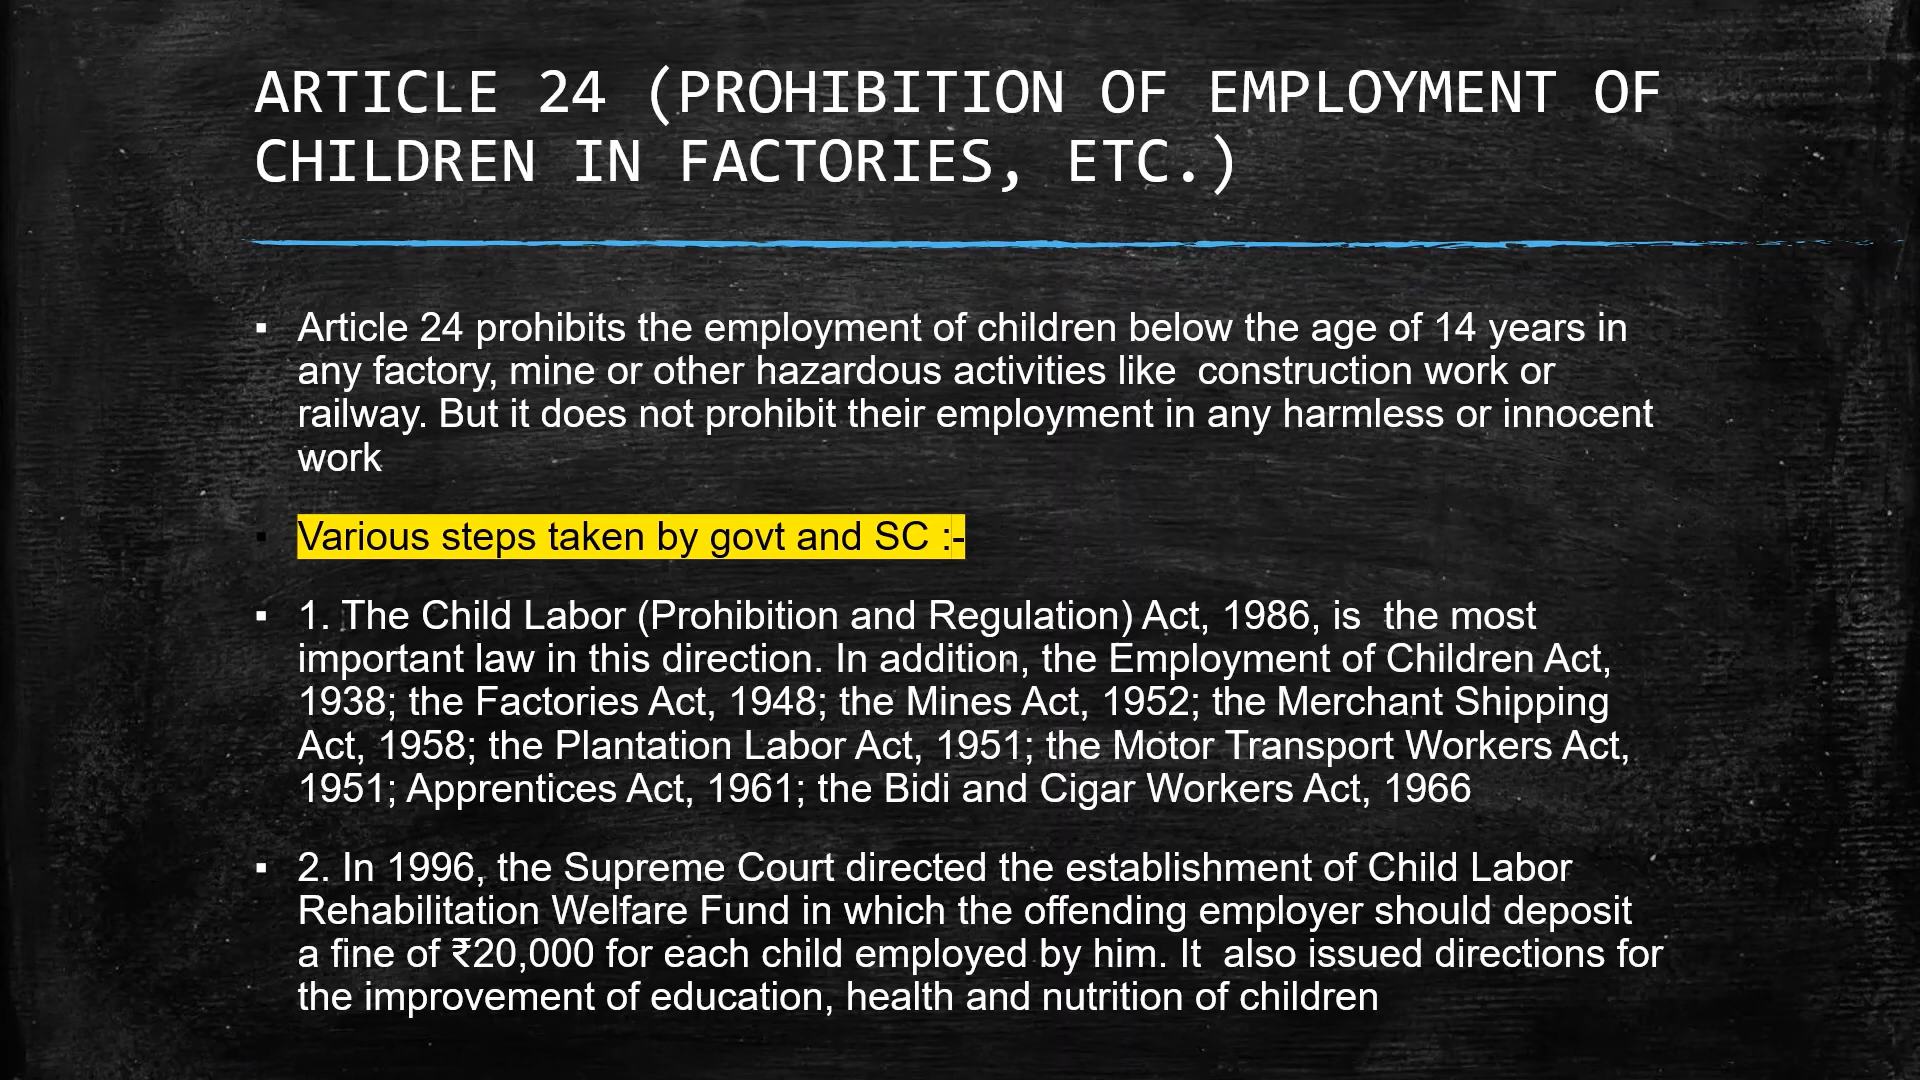 ARTICLE 24 (PROHIBITION OF EMPLOYMENT OF
CHILDREN IN FACTORIES, ETC.)
▪ Article 24 prohibits the employment of children below the age of 14 years in
any factory, mine or other hazardous activities like  construction work or
railway. But it does not prohibit their employment in any harmless or innocent
work
▪ Various steps taken by govt and SC :-
▪ 1. The Child Labor (Prohibition and Regulation) Act, 1986, is  the most
important law in this direction. In addition, the Employment of Children Act,
1938; the Factories Act, 1948; the Mines Act, 1952; the Merchant Shipping
Act, 1958; the Plantation Labor Act, 1951; the Motor Transport Workers Act,
1951; Apprentices Act, 1961; the Bidi and Cigar Workers Act, 1966
▪ 2. In 1996, the Supreme Court directed the establishment of Child Labor
Rehabilitation Welfare Fund in which the offending employer should deposit
a fine of ₹20,000 for each child employed by him. It  also issued directions for
the improvement of education, health and nutrition of children